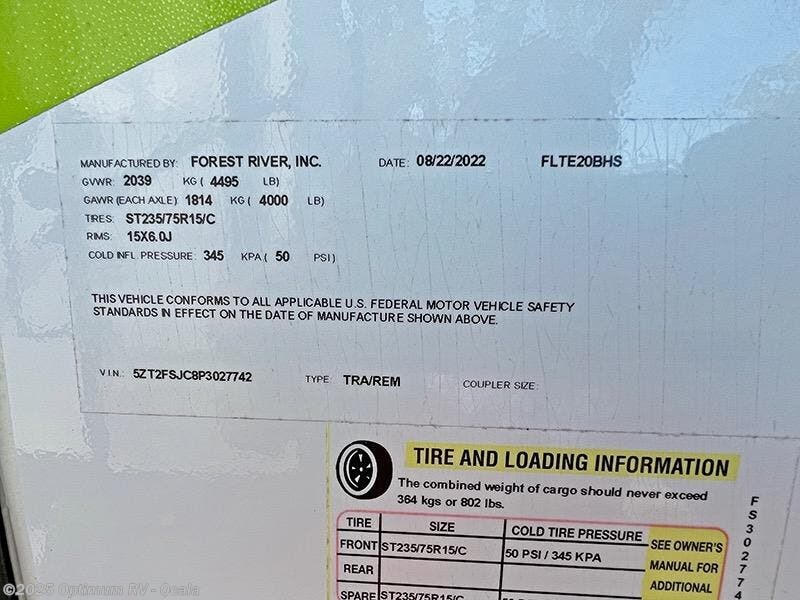 MANUFACTURED BY: FOREST RIVER, INC. DATE: 08/22/2022 FLTE20BHS
GVWR: 2039 KG ( 4495 LB)
GAWR (EACH AXLE): 1814 KG ( 4000 LB)
TIRES: ST235/75R15/C
RIMS: 15X6.0J
COLD INFL. PRESSURE: 345 KPA ( 50 PSI)
THIS VEHICLE CONFORMS TO ALL APPLICABLE U.S. FEDERAL MOTOR VEHICLE SAFETY
STANDARDS IN EFFECT ON THE DATE OF MANUFACTURE SHOWN ABOVE.
V.I.N.: 5ZT2FSJC8P3027742 TYPE: TRA/REM COUPLER SIZE:
TIRE AND LOADING INFORMATION
The combined weight of cargo should never exceed
364 kgs or 802 lbs.
TIRE SIZE COLD TIRE PRESSURE SEE OWNER'S
FRONT ST235/75R15/C 50 PSI / 345 KPA MANUAL FOR
REAR ADDITIONAL
SPARE ST235/75R15/C
FS302774
©2025 Optimum RV - Ocala